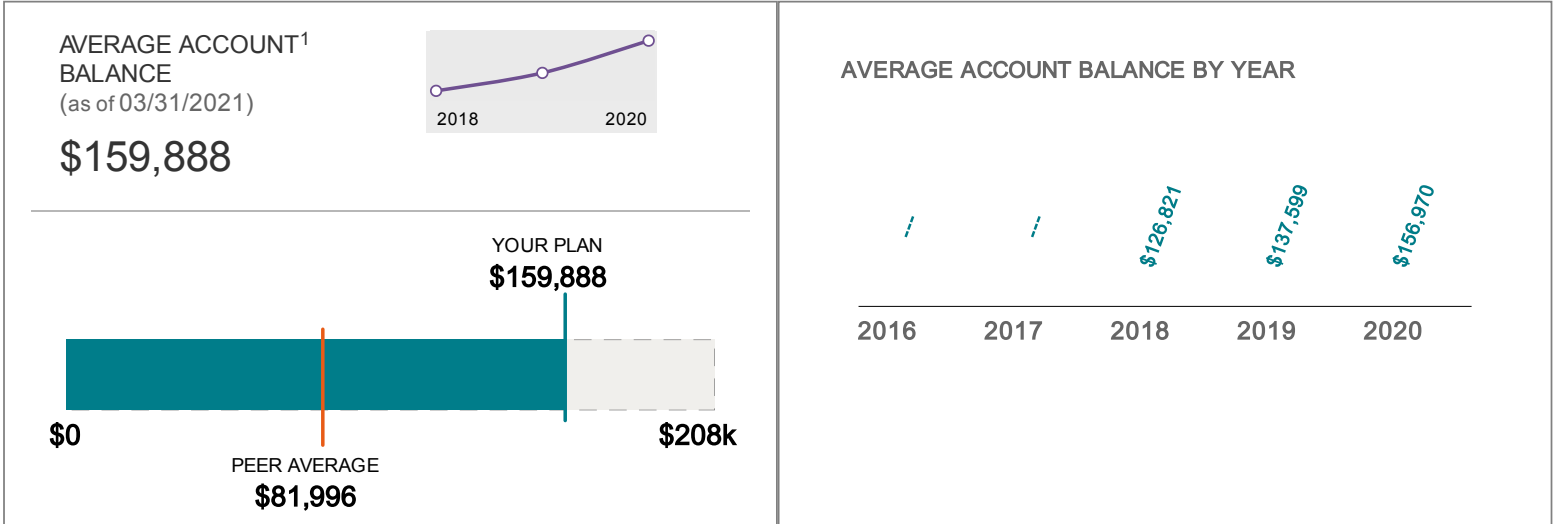 AVERAGE ACCOUNT1
BALANCE
(as of 03/31/2021)
$159,888
2018 2020
YOUR PLAN
$159,888
$0 $208k
PEER AVERAGE
$81,996
AVERAGE ACCOUNT BALANCE BY YEAR
--- --- $126,821 $137,599 $156,970
2016 2017 2018 2019 2020